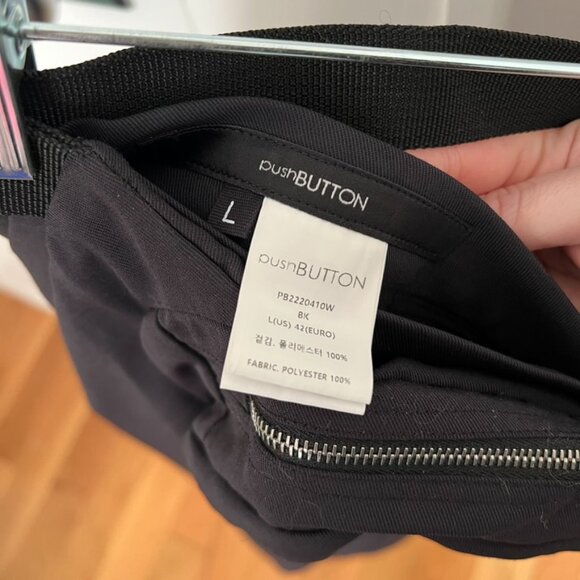 pushBUTTON
L
pushBUTTON
PB2220410W
BK
L(US) 42(EURO)
겉감. 폴리에스터 100%
FABRIC. POLYESTER 100%